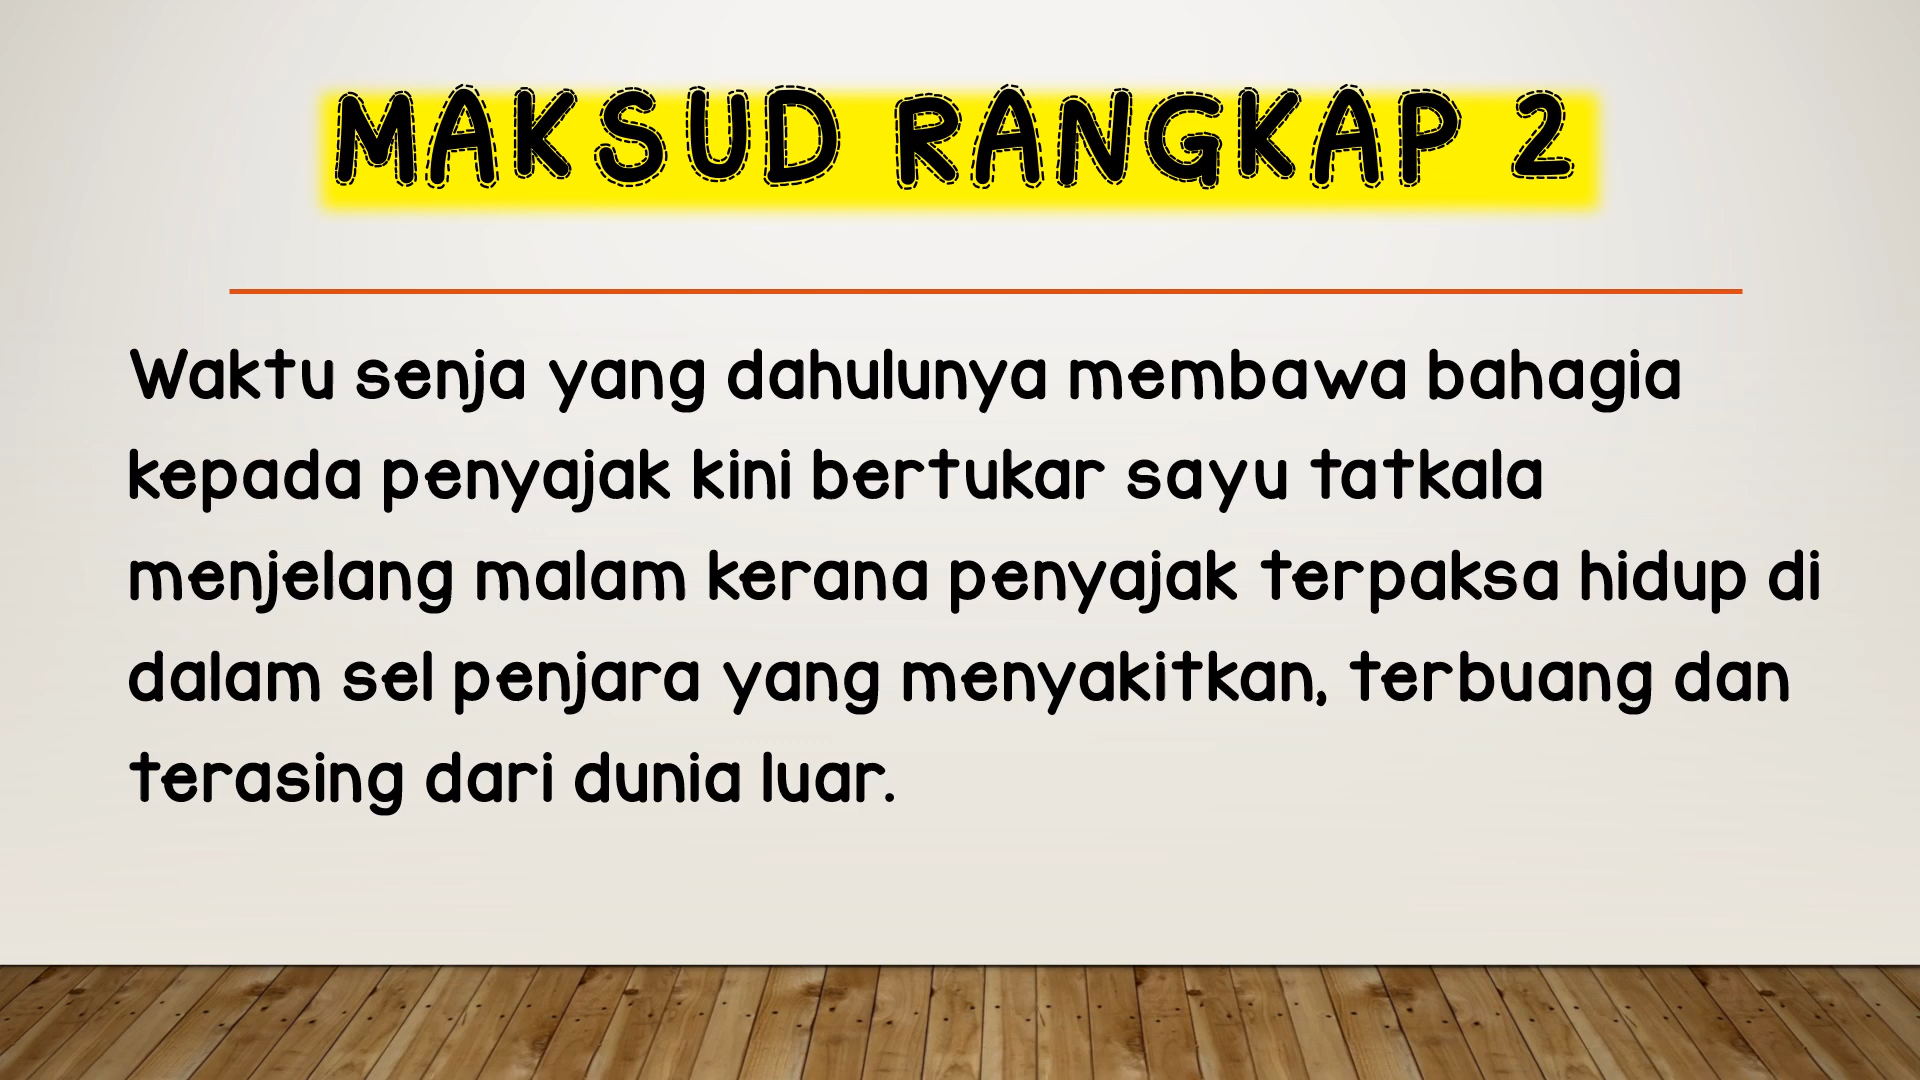 MAKSUD RANGKAP 2
Waktu senja yang dahulunya membawa bahagia
kepada penyajak kini bertukar sayu tatkala
menjelang malam kerana penyajak terpaksa hidup di
dalam sel penjara yang menyakitkan, terbuang dan
terasing dari dunia luar.